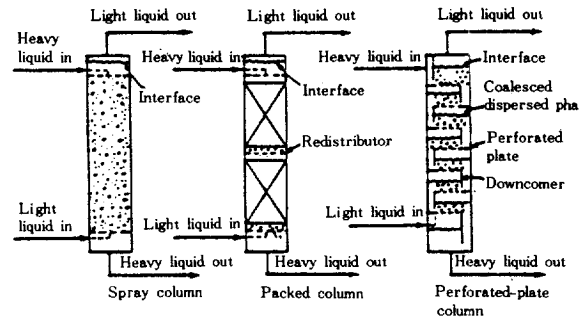 Light liquid out
Heavy
liquid in
Interface
Light
liquid in
Heavy liquid out
Spray column
Light liquid out
Heavy liquid in
Interface
Redistributor
Light liquid in
Heavy liquid out
Packed column
Light liquid out
Heavy liquid in
Interface
Coalesced
dispersed pha
Perforated
plate
Downcomer
Light liquid in
Heavy liquid out
Perforated-plate
column